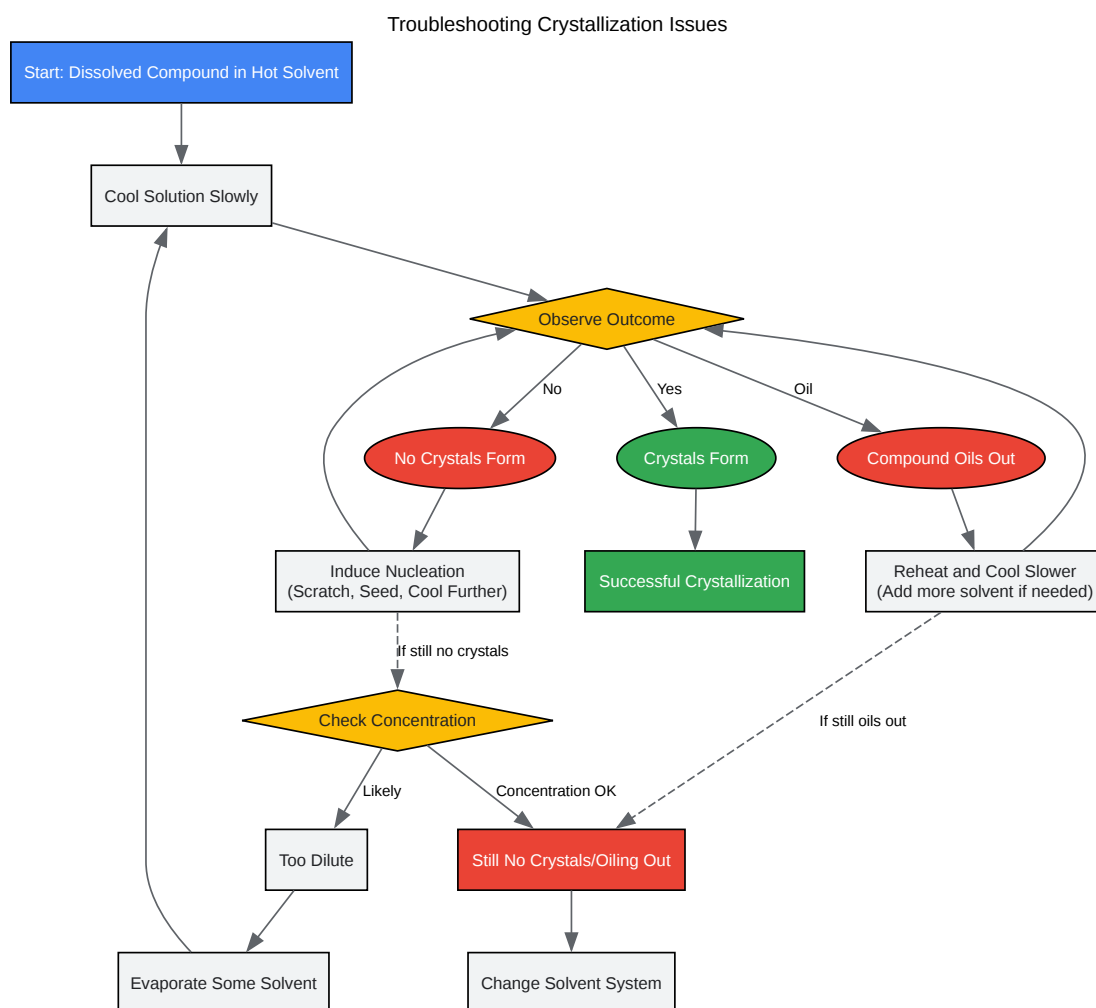 Troubleshooting Crystallization Issues
Start: Dissolved Compound in Hot Solvent
Cool Solution Slowly
Observe Outcome
No
Yes
Oil
No Crystals Form
Crystals Form
Compound Oils Out
Induce Nucleation
(Scratch, Seed, Cool Further)
Successful Crystallization
Reheat and Cool Slower
(Add more solvent if needed)
If still no crystals
Check Concentration
If still oils out
Likely
Concentration OK
Too Dilute
Still No Crystals/Oiling Out
Evaporate Some Solvent
Change Solvent System